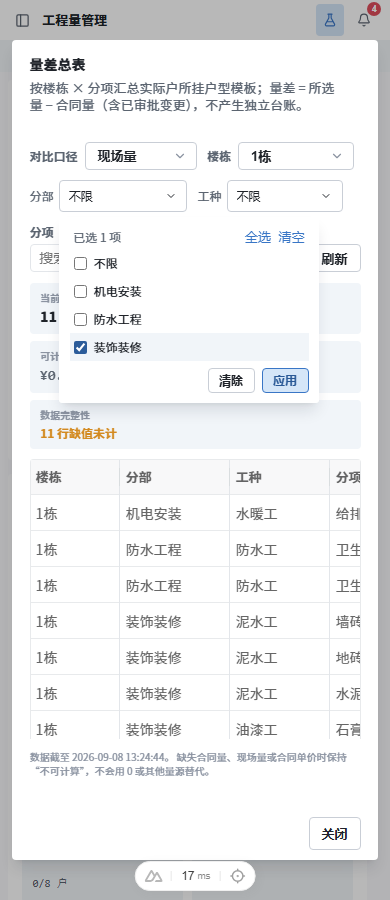 工程量管理
4
量差总表
按楼栋 × 分项汇总实际户所挂户型模板；量差 = 所选
量 − 合同量（含已审批变更），不产生独立台账。
对比口径 现场量 楼栋 1栋
分部 不限 工种 不限
分项
刷新
已选 1 项 全选 清空
不限
机电安装
防水工程
装饰装修
清除 应用
当前
11
可计
¥0.
数据完整性
11 行缺值未计
楼栋 分部 工种 分项
1栋 机电安装 水暖工 给排
1栋 防水工程 防水工 卫生
1栋 防水工程 防水工 卫生
1栋 装饰装修 泥水工 墙砖
1栋 装饰装修 泥水工 地砖
1栋 装饰装修 泥水工 水泥
1栋 装饰装修 油漆工 石膏
数据截至 2026-09-08 13:24:44。 缺失合同量、现场量或合同单价时保持
“不可计算”，不会用 0 或其他量源替代。
关闭
17 ms
0/8 户